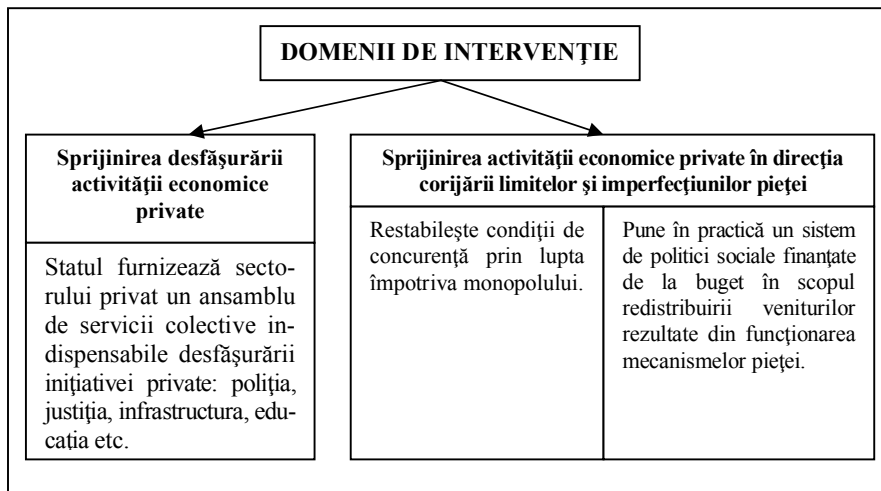 DOMENII DE INTERVENŢIE
Sprijinirea desfăşurării
activităţii economice
private
Statul furnizează secto-
rului privat un ansamblu
de servicii colective in-
dispensabile desfăşurării
iniţiativei private: poliţia,
justiţia, infrastructura, edu-
caţia etc.
Sprijinirea activităţii economice private în direcţia
corijării limitelor şi imperfecţiunilor pieţei
Restabileşte condiţii de
concurenţă prin lupta
împotriva monopolului.
Pune în practică un sistem
de politici sociale finanţate
de la buget în scopul
redistribuirii veniturilor
rezultate din funcţionarea
mecanismelor pieţei.